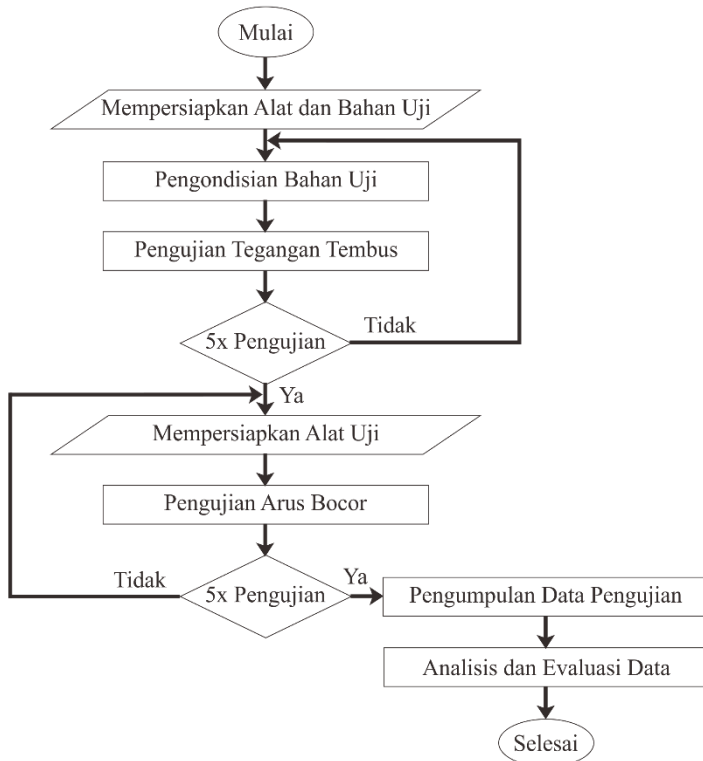 Mulai
Mempersiapkan Alat dan Bahan Uji
Pengondisian Bahan Uji
Pengujian Tegangan Tembus
5x Pengujian
Tidak
Ya
Mempersiapkan Alat Uji
Pengujian Arus Bocor
Tidak
5x Pengujian
Ya
Pengumpulan Data Pengujian
Analisis dan Evaluasi Data
Selesai